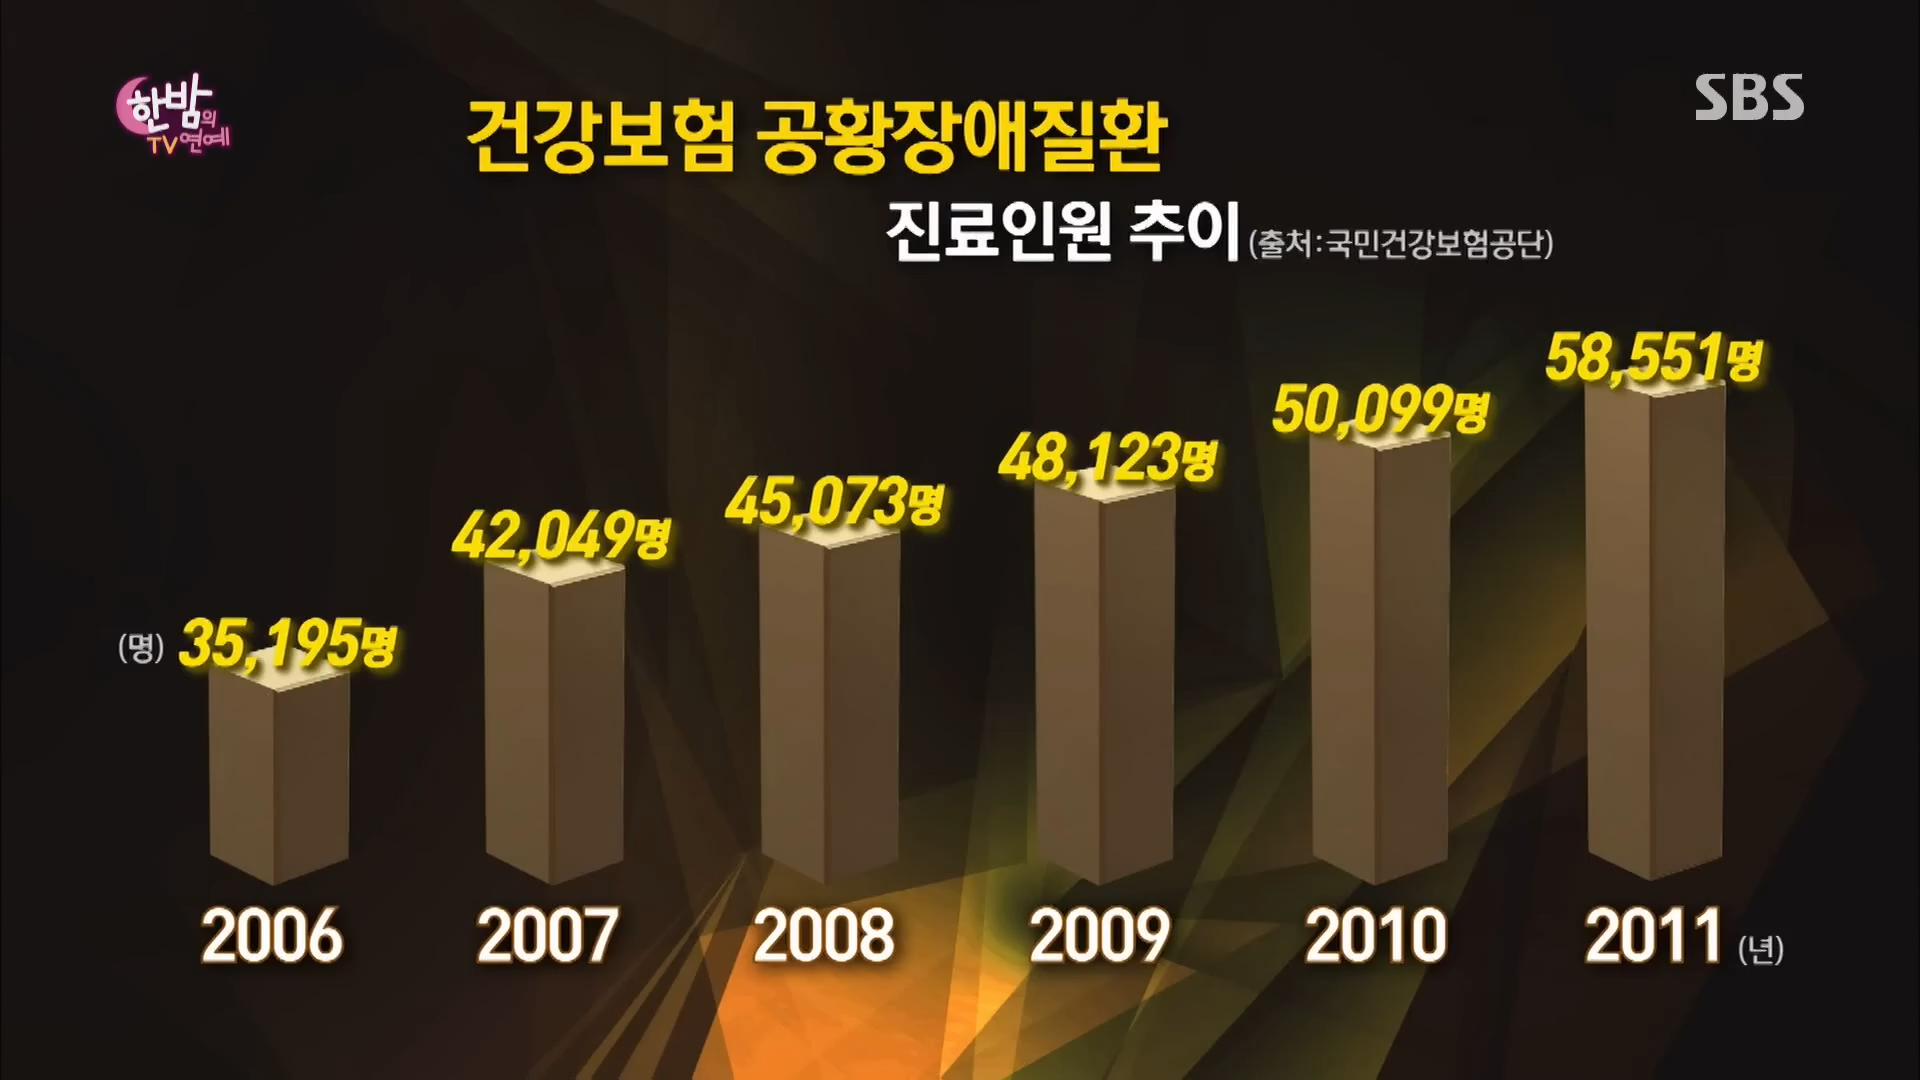 한밤의
TV연예
SBS
건강보험 공황장애질환
진료인원 추이 (출처:국민건강보험공단)
(명) 35,195명 42,049명 45,073명 48,123명 50,099명 58,551명
2006 2007 2008 2009 2010 2011 (년)